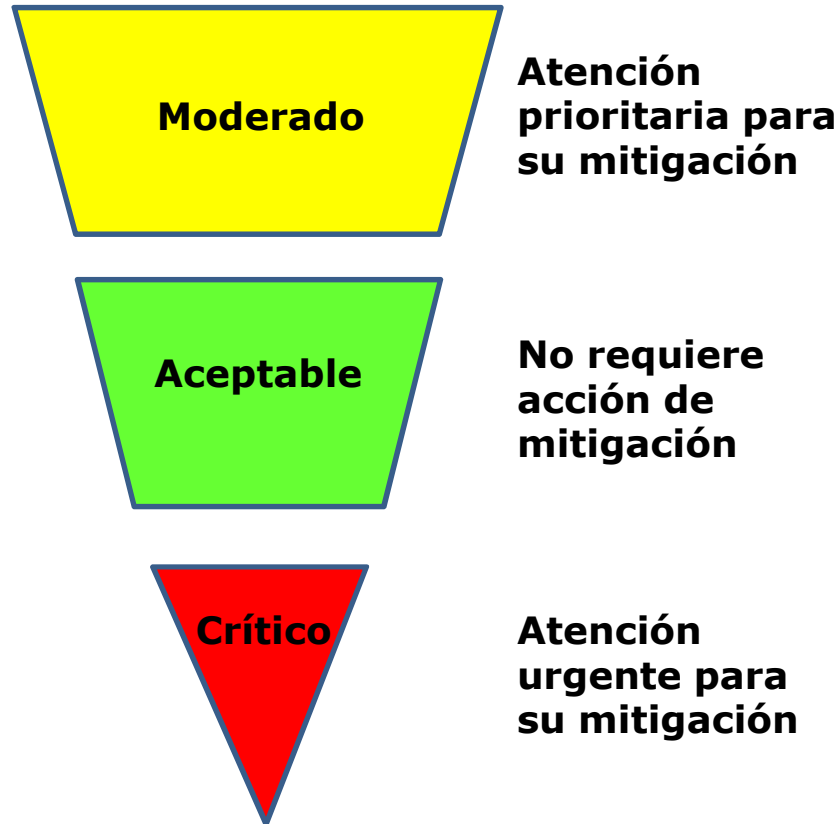 Moderado
Atención
prioritaria para
su mitigación
Aceptable
No requiere
acción de
mitigación
Crítico
Atención
urgente para
su mitigación